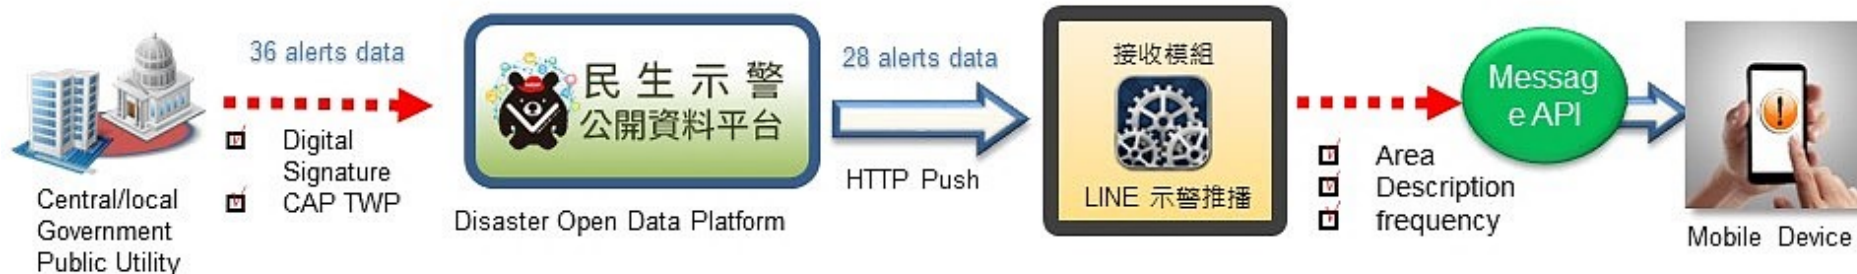 36 alerts data
Digital
Signature
CAP TWP
Central/local
Government
Public Utility
民生示警
公開資料平台
Disaster Open Data Platform
28 alerts data
HTTP Push
接收模組
LINE 示警推播
Area
Description
frequency
Messag
e API
Mobile Device